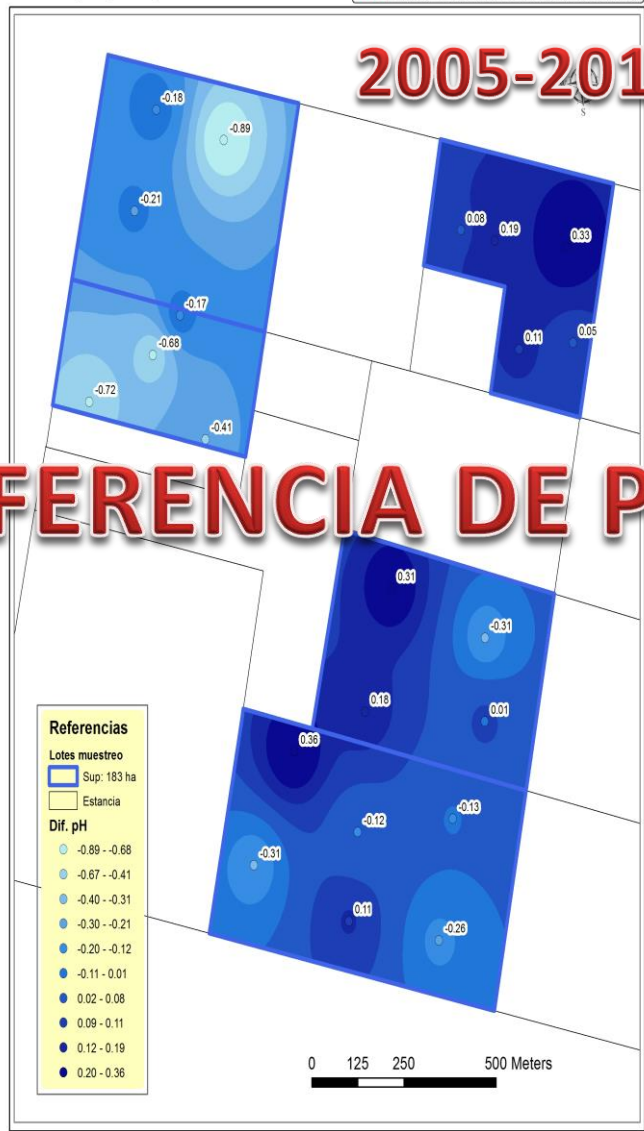 2005-201
S
-0.18
-0.89
-0.21
0.08
0.19
0.33
-0.17
0.11
0.05
-0.68
-0.72
-0.41
FERENCIA DE P
0.31
-0.31
0.18
0.01
0.36
-0.12
-0.13
-0.31
0.11
-0.26
Referencias
Lotes muestreo
Sup: 183 ha
Estancia
Dif. pH
-0.89 - -0.68
-0.67 - -0.41
-0.40 - -0.31
-0.30 - -0.21
-0.20 - -0.12
-0.11 - 0.01
0.02 - 0.08
0.09 - 0.11
0.12 - 0.19
0.20 - 0.36
0 125 250 500 Meters